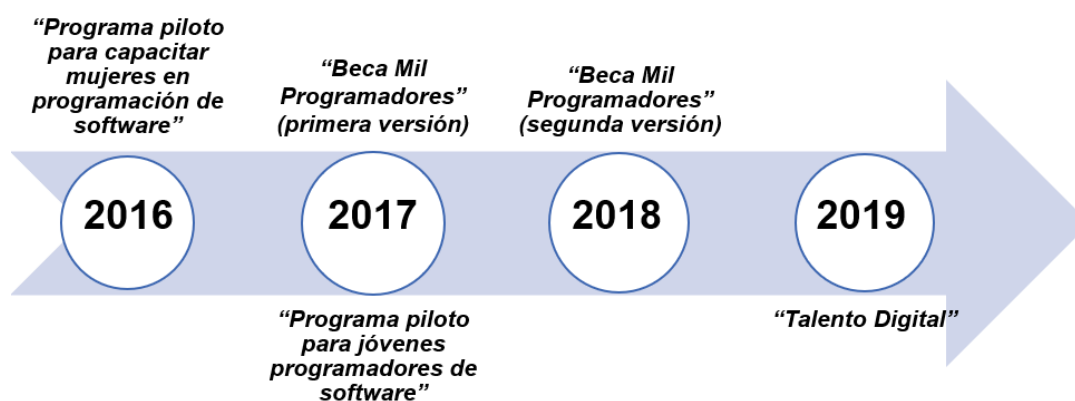 “Programa piloto
para capacitar
mujeres en
programación de
software”
“Beca Mil
Programadores”
(primera versión)
“Beca Mil
Programadores”
(segunda versión)
2016
2017
2018
2019
“Programa piloto
para jóvenes
programadores de
software”
“Talento Digital”